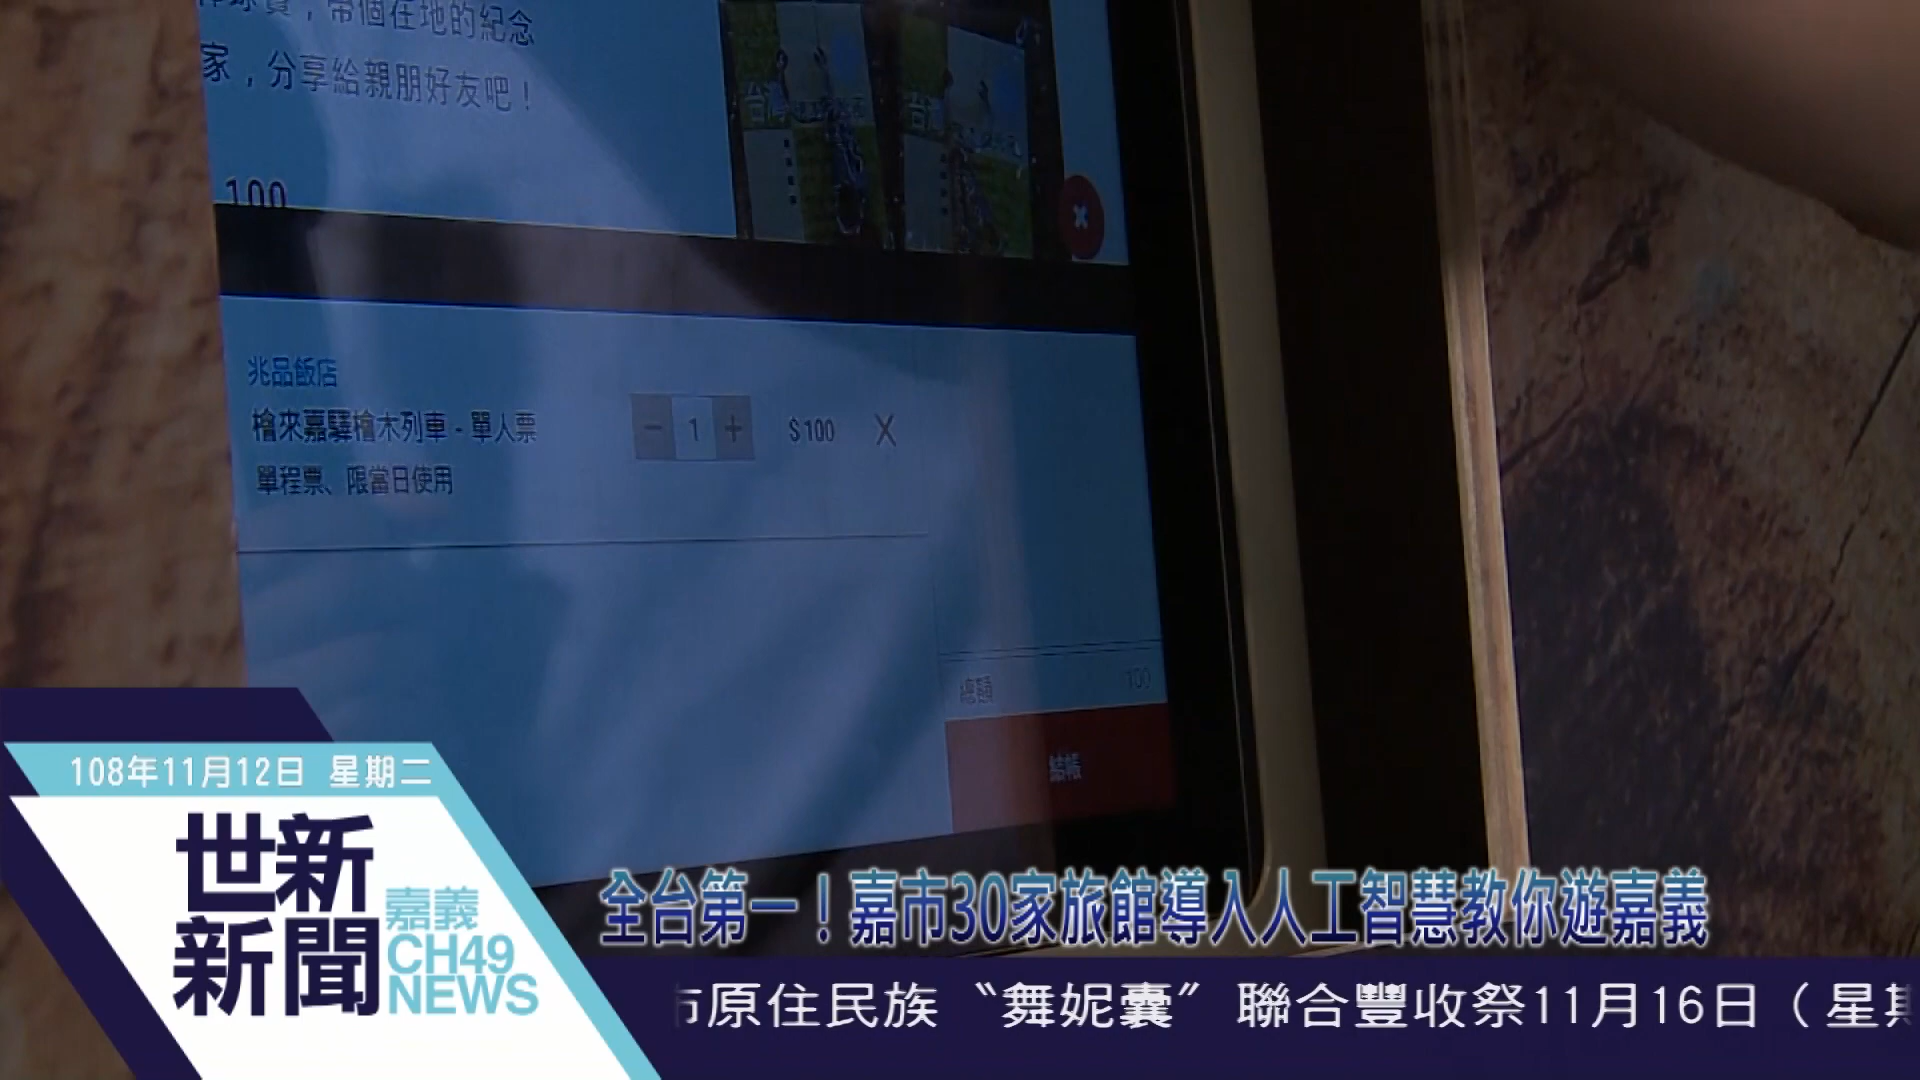 帶個在地的紀念
家，分享給親朋好友吧！
100
兆品飯店
檜來嘉驛檜木列車 - 單人票
- 1 + $100 X
單程票、限當日使用
總額 100
結帳
108年11月12日 星期二
世新
新聞
嘉義
CH49
NEWS
全台第一！嘉市30家旅館導入人工智慧教你遊嘉義
市原住民族〝舞妮囊〞聯合豐收祭11月16日（星期